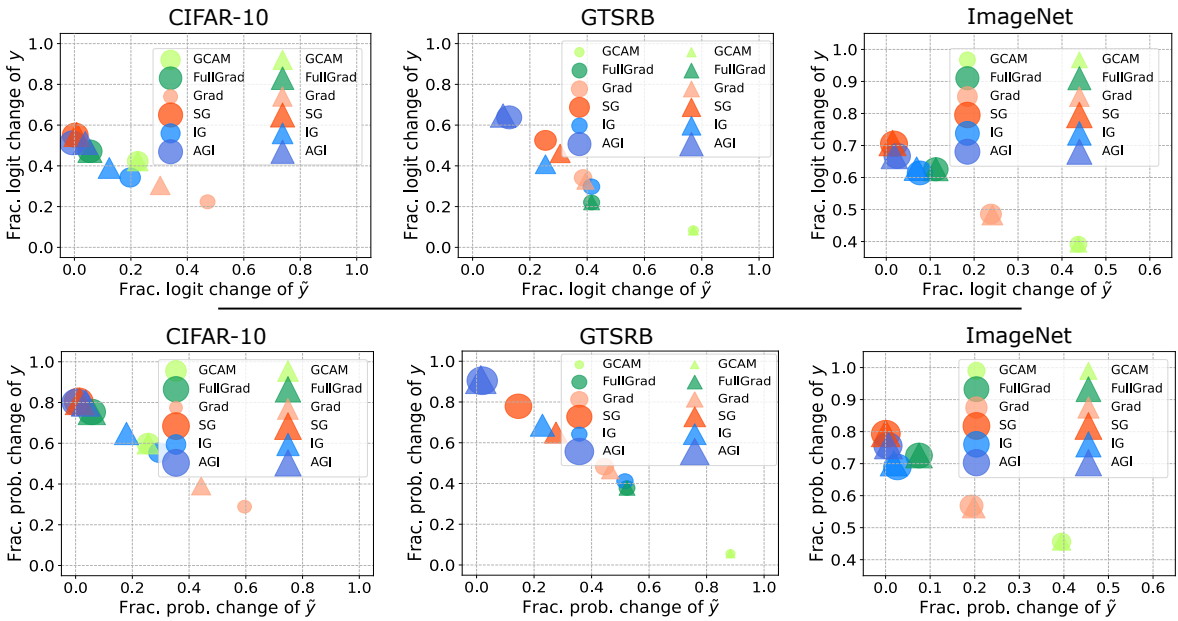 CIFAR-10
1.0
0.8
0.6
0.4
0.2
0.0
Frac. logit change of y
GCAM GCAM
FullGrad FullGrad
Grad Grad
SG SG
IG IG
AGI AGI
0.0 0.2 0.4 0.6 0.8 1.0
Frac. logit change of ỹ
GTSRB
1.0
0.8
0.6
0.4
0.2
0.0
Frac. logit change of y
GCAM GCAM
FullGrad FullGrad
Grad Grad
SG SG
IG IG
AGI AGI
0.0 0.2 0.4 0.6 0.8 1.0
Frac. logit change of ỹ
ImageNet
1.0
0.9
0.8
0.7
0.6
0.5
0.4
Frac. logit change of y
GCAM GCAM
FullGrad FullGrad
Grad Grad
SG SG
IG IG
AGI AGI
0.0 0.1 0.2 0.3 0.4 0.5 0.6
Frac. logit change of ỹ
CIFAR-10
1.0
0.8
0.6
0.4
0.2
0.0
Frac. prob. change of y
GCAM GCAM
FullGrad FullGrad
Grad Grad
SG SG
IG IG
AGI AGI
0.0 0.2 0.4 0.6 0.8 1.0
Frac. prob. change of ỹ
GTSRB
1.0
0.8
0.6
0.4
0.2
0.0
Frac. prob. change of y
GCAM GCAM
FullGrad FullGrad
Grad Grad
SG SG
IG IG
AGI AGI
0.0 0.2 0.4 0.6 0.8 1.0
Frac. prob. change of ỹ
ImageNet
1.0
0.9
0.8
0.7
0.6
0.5
0.4
Frac. prob. change of y
GCAM GCAM
FullGrad FullGrad
Grad Grad
SG SG
IG IG
AGI AGI
0.0 0.1 0.2 0.3 0.4 0.5 0.6
Frac. prob. change of ỹ